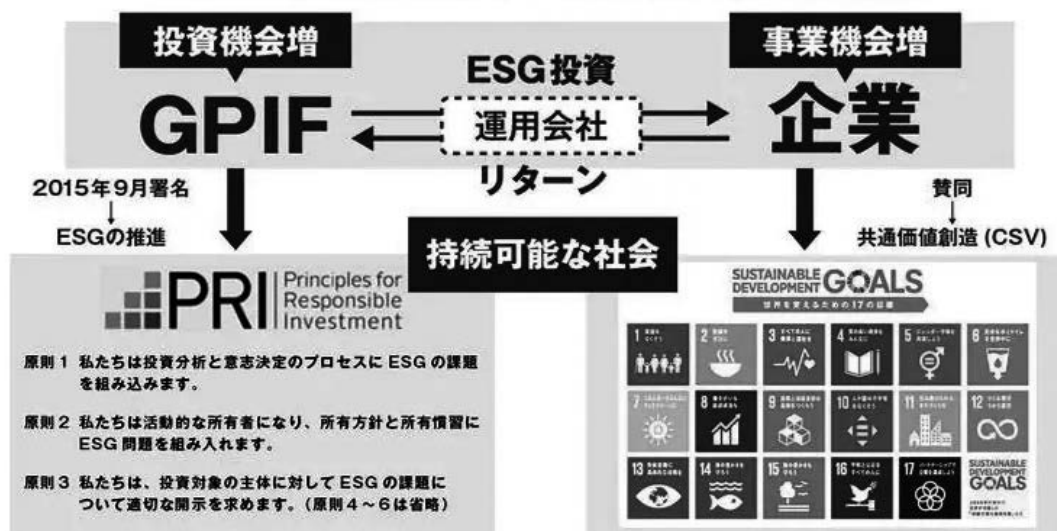 投資機会増
事業機会増
ESG投資
GPIF
運用会社
企業
リターン
2015年9月署名
ESGの推進
賛同
共通価値創造 (CSV)
持続可能な社会
PRI
Principles for
Responsible
Investment
原則1 私たちは投資分析と意志決定のプロセスに ESG の課題
を組み込みます。
原則2 私たちは活動的な所有者になり、所有方針と所有慣習に
ESG 問題を組み入れます。
原則3 私たちは、投資対象の主体に対して ESG の課題に
ついて適切な開示を求めます。(原則4～6は省略)
SUSTAINABLE
DEVELOPMENT
GOALS
世界を変えるための17の目標
1
2
3
4
5
6
7
8
9
10
11
12
13
14
15
16
17
SUSTAINABLE
DEVELOPMENT
GOALS